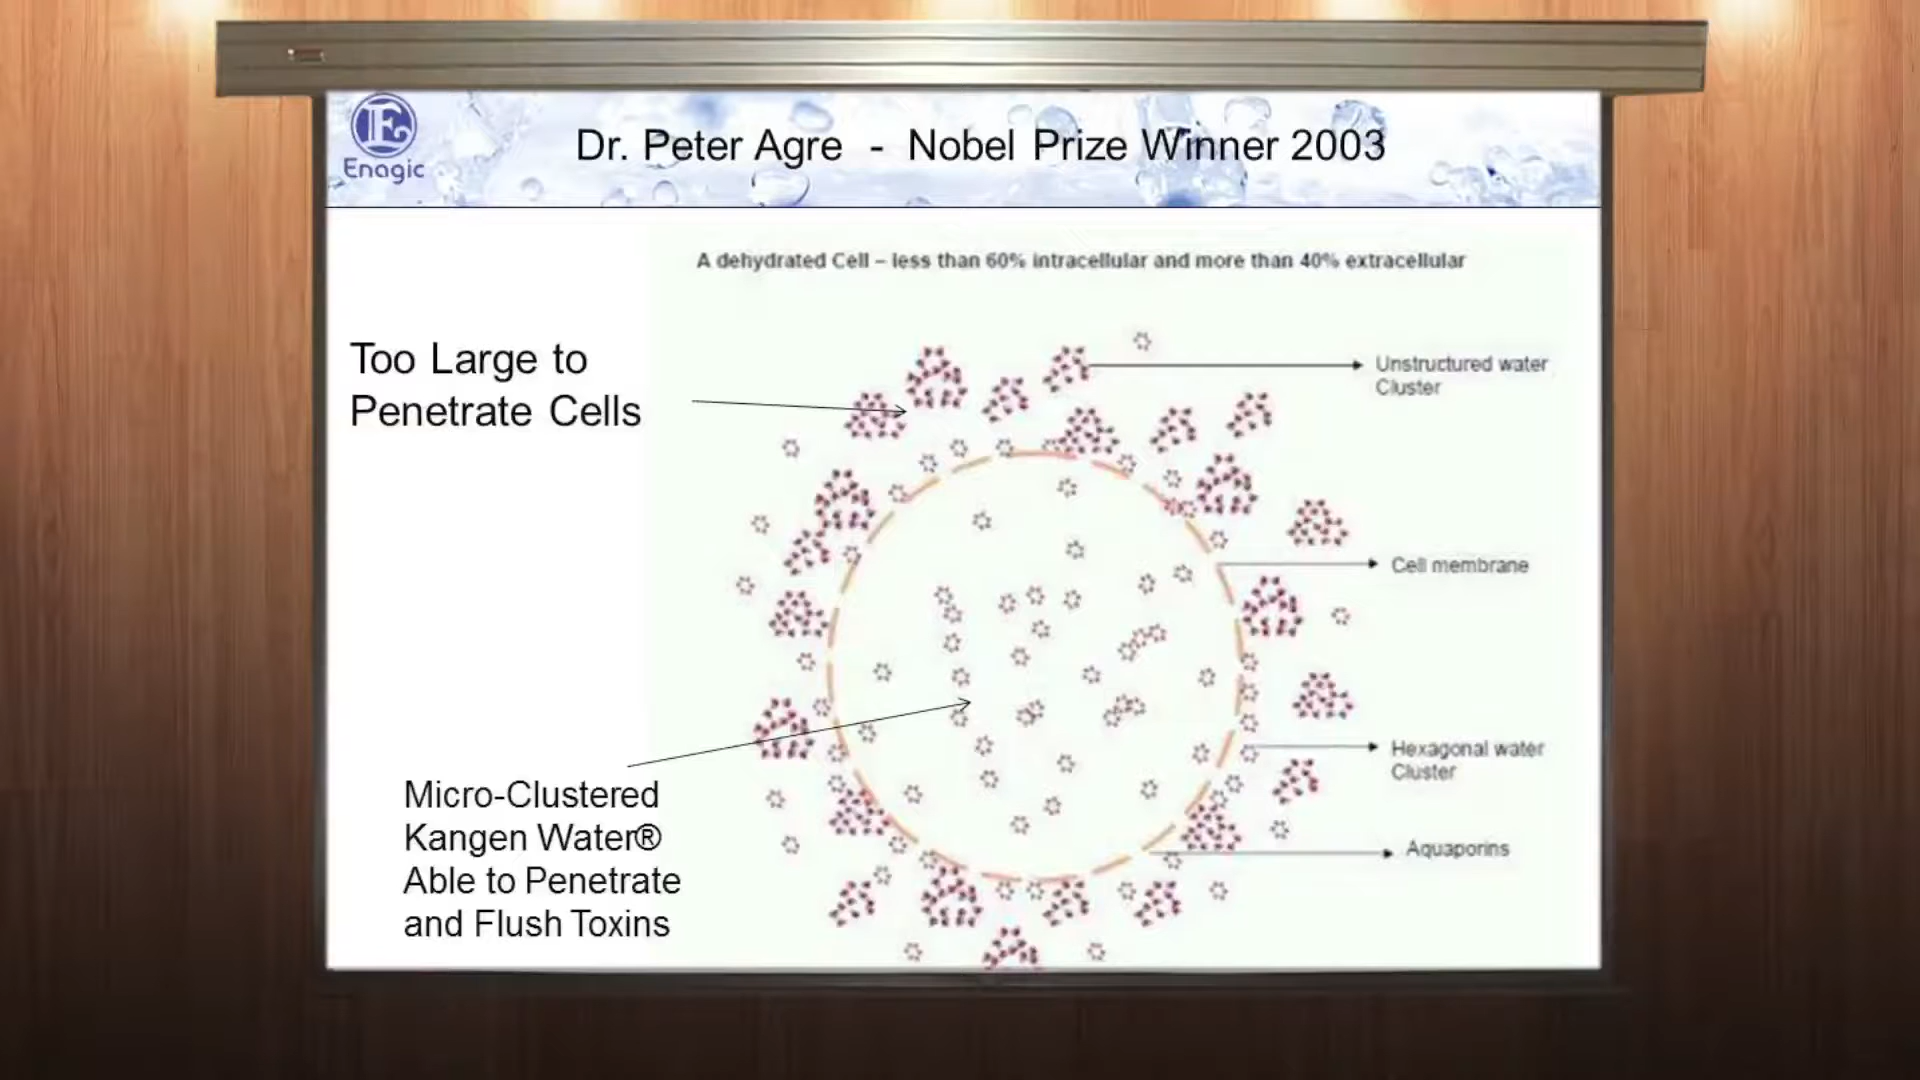 Enagic
Dr. Peter Agre - Nobel Prize Winner 2003
A dehydrated Cell – less than 60% intracellular and more than 40% extracellular
Too Large to
Penetrate Cells
Unstructured water
Cluster
Cell membrane
Hexagonal water
Cluster
Aquaporins
Micro-Clustered
Kangen Water®
Able to Penetrate
and Flush Toxins